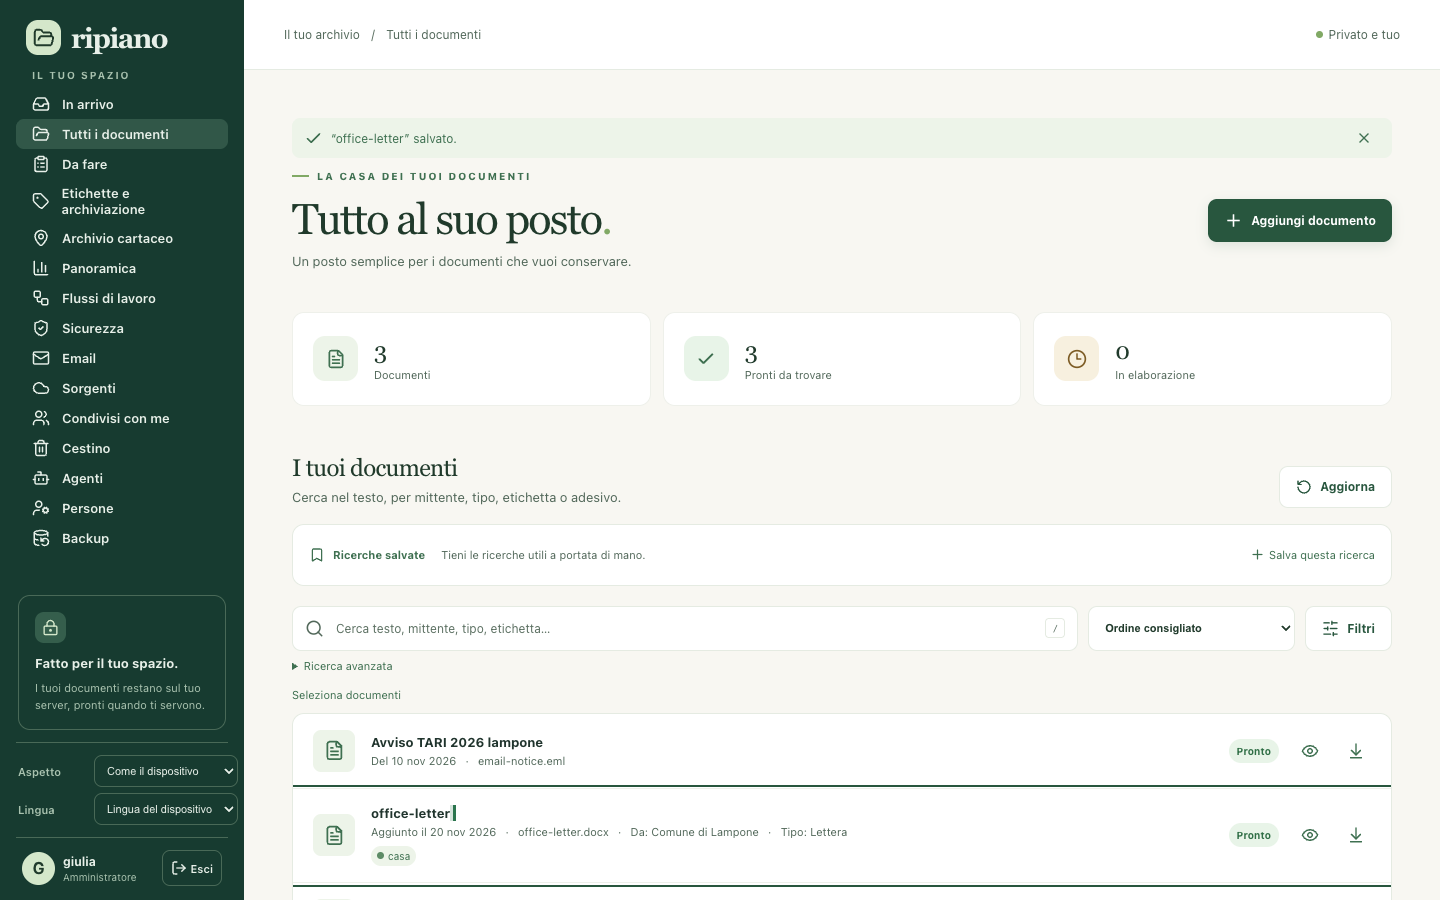 ripiano
IL TUO SPAZIO
In arrivo
Tutti i documenti
Da fare
Etichette e
archiviazione
Archivio cartaceo
Panoramica
Flussi di lavoro
Sicurezza
Email
Sorgenti
Condivisi con me
Cestino
Agenti
Persone
Backup
Fatto per il tuo spazio.
I tuoi documenti restano sul tuo
server, pronti quando ti servono.
Aspetto Come il dispositivo
Lingua Lingua del dispositivo
G giulia
Amministratore
Esci
Il tuo archivio / Tutti i documenti
Privato e tuo
“office-letter” salvato.
LA CASA DEI TUOI DOCUMENTI
Tutto al suo posto.
Un posto semplice per i documenti che vuoi conservare.
Aggiungi documento
3
Documenti
3
Pronti da trovare
0
In elaborazione
I tuoi documenti
Cerca nel testo, per mittente, tipo, etichetta o adesivo.
Aggiorna
Ricerche salvate Tieni le ricerche utili a portata di mano.
Salva questa ricerca
Cerca testo, mittente, tipo, etichetta... /
Ordine consigliato
Filtri
Ricerca avanzata
Seleziona documenti
Avviso TARI 2026 lampone
Del 10 nov 2026 · email-notice.eml
Pronto
office-letter
Aggiunto il 20 nov 2026 · office-letter.docx · Da: Comune di Lampone · Tipo: Lettera
casa
Pronto